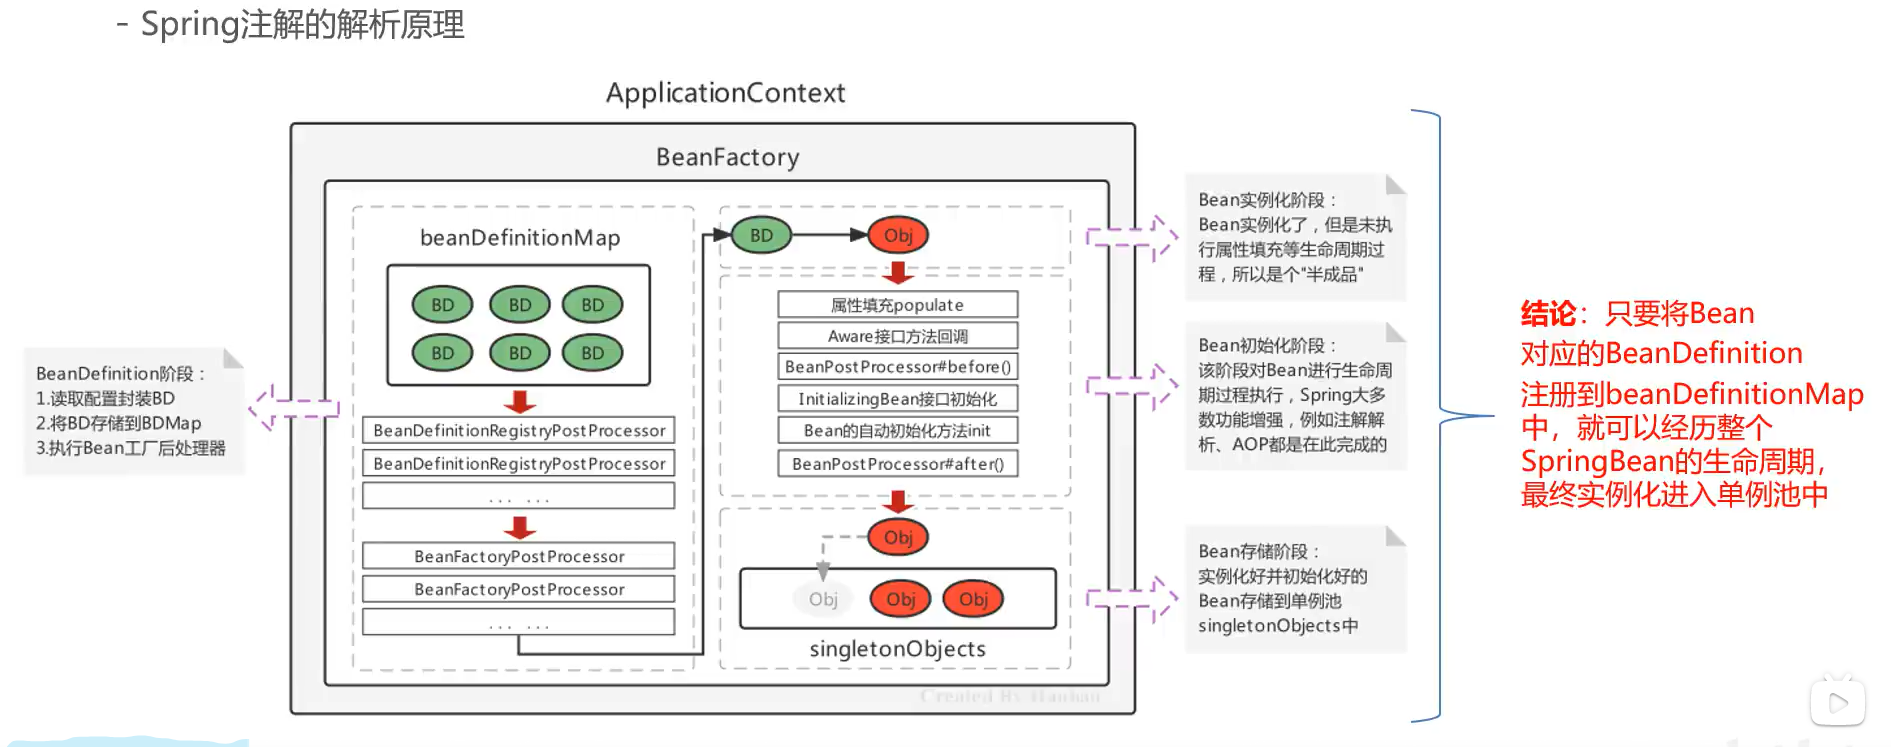 - Spring注解的解析原理
ApplicationContext
BeanFactory
beanDefinitionMap
BD
BD
BD
BD
BD
BD
BeanDefinitionRegistryPostProcessor
BeanDefinitionRegistryPostProcessor
... ...
BeanFactoryPostProcessor
BeanFactoryPostProcessor
... ...
BeanDefinition阶段：
1.读取配置封装BD
2.将BD存储到BDMap
3.执行Bean工厂后处理器
BD
Obj
属性填充populate
Aware接口方法回调
BeanPostProcessor#before()
InitializingBean接口初始化
Bean的自动初始化方法init
BeanPostProcessor#after()
Obj
Obj
Obj
Obj
singletonObjects
Bean实例化阶段：
Bean实例化了，但是未执
行属性填充等生命周期过
程，所以是个"半成品"
Bean初始化阶段：
该阶段对Bean进行生命周
期过程执行，Spring大多
数功能增强，例如注解解
析、AOP都是在此完成的
Bean存储阶段：
实例化好并初始化好的
Bean存储到单例池
singletonObjects中
结论：只要将Bean
对应的BeanDefinition
注册到beanDefinitionMap
中，就可以经历整个
SpringBean的生命周期，
最终实例化进入单例池中